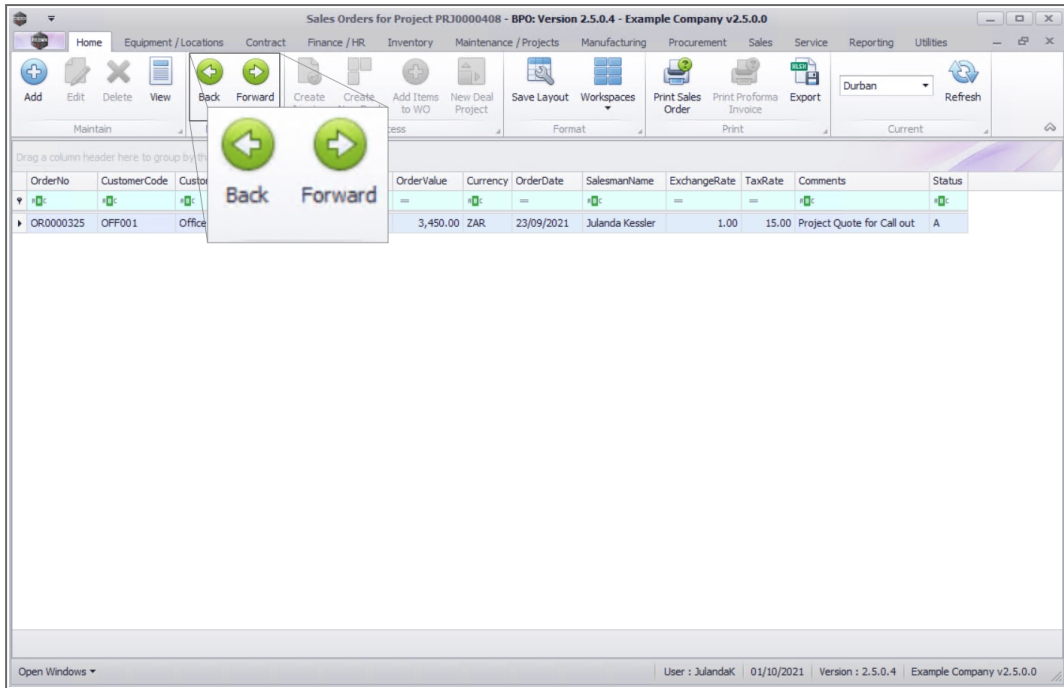 Sales Orders for Project PRJ0000408 - BPO: Version 2.5.0.4 - Example Company v2.5.0.0
Home Equipment / Locations Contract Finance / HR Inventory Maintenance / Projects Manufacturing Procurement Sales Service Reporting Utilities
Add Edit Delete View Back Forward Create Create Add Items to WO New Deal Project Save Layout Workspaces Print Sales Order Print Proforma Invoice Export Durban Refresh
Maintain Format Print Current
Back Forward
Drag a column header here to group by
OrderNo CustomerCode OrderValue Currency OrderDate SalesmanName ExchangeRate TaxRate Comments Status
OR0000325 OFF001 Office 3,450.00 ZAR 23/09/2021 Julanda Kessler 1.00 15.00 Project Quote for Call out A
Open Windows User : JulandaK 01/10/2021 Version : 2.5.0.4 Example Company v2.5.0.0